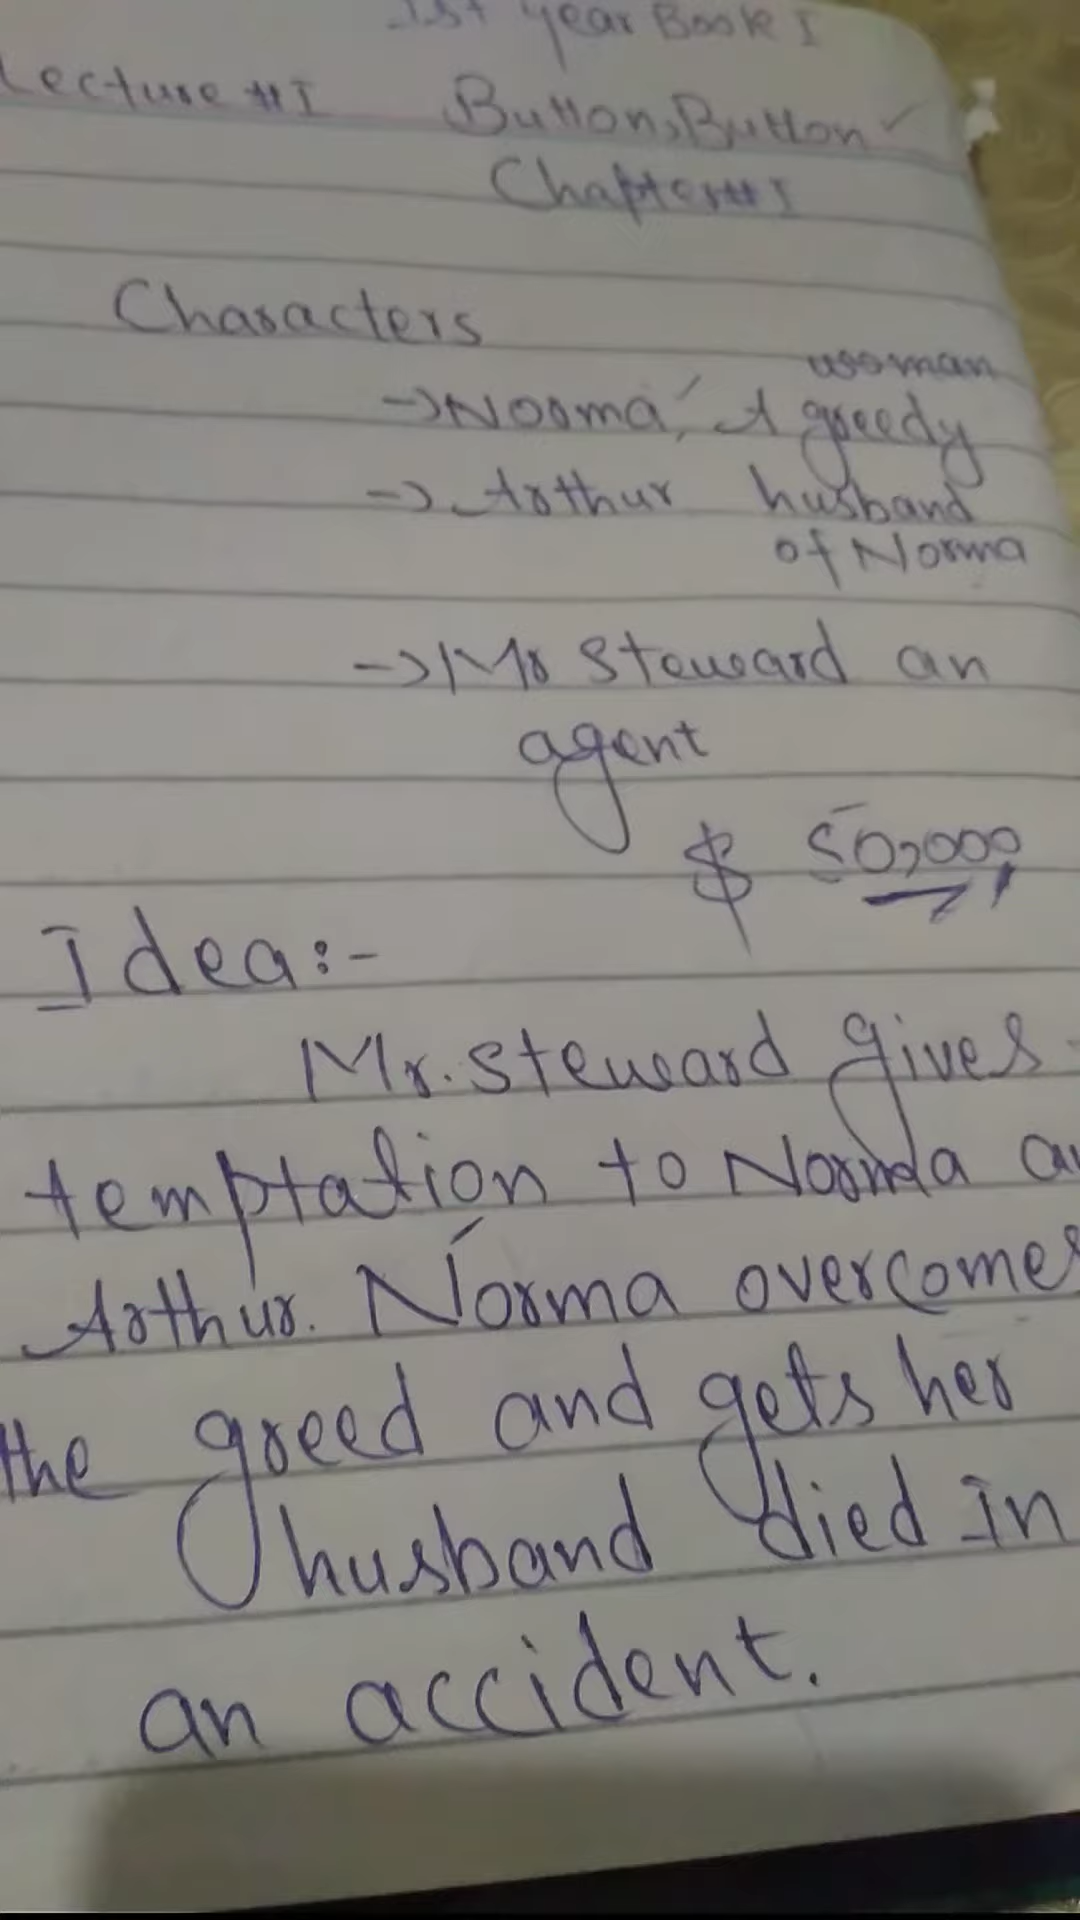 1st year Book I
Lecture #I Button, Button
Chapter#I
Characters
woman
→ Norma, A greedy
→ Arthur husband
of Norma
→ Mr Steward an
agent
$ 50,000
Idea:-
Mr. Steward gives
temptation to Norma
Arthur. Norma overcomes
the greed and gets her
husband died in
an accident.